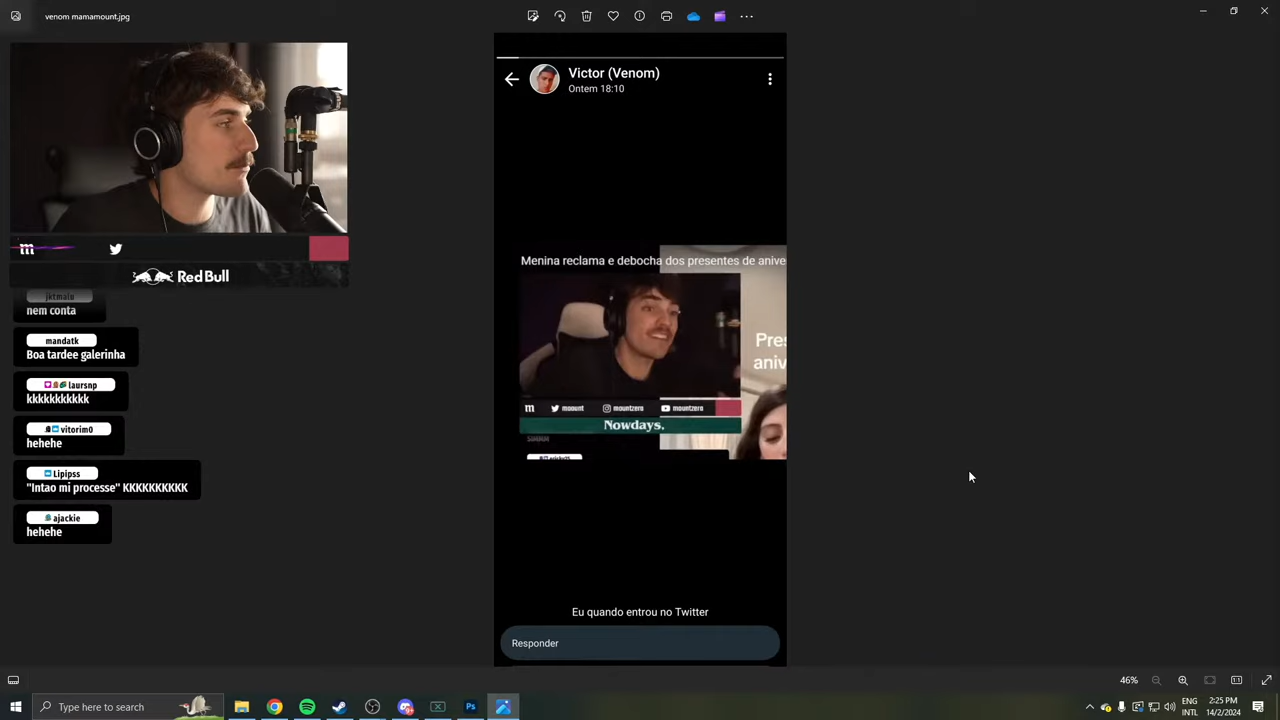 venom mamamount.jpg
m
Red Bull
jktmalu
nem conta
mandatk
Boa tardee galerinha
laursnp
kkkkkkkkkkk
vitorim0
hehehe
Lipipss
"Intao mi processe" KKKKKKKKKK
ajackie
hehehe
Victor (Venom)
Ontem 18:10
Menina reclama e debocha dos presentes de anive
Pres
anive
m maount mountzera mountzera
Nowdays.
Eu quando entrou no Twitter
Responder
46%
Type here to search
ENG
INTL
2:25 PM
14/2/2024